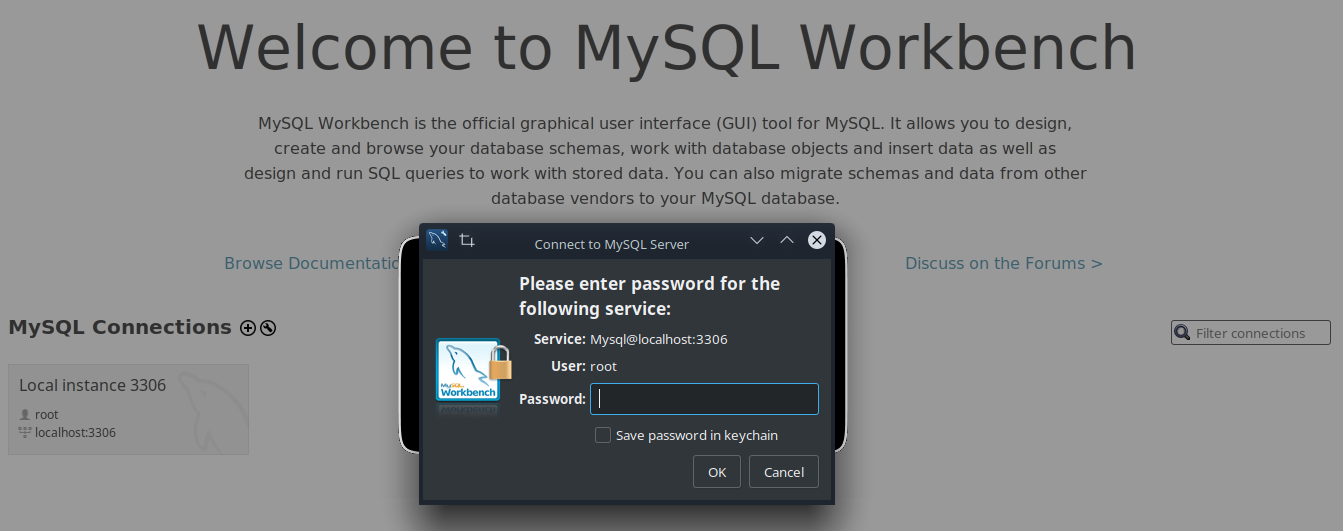 Welcome to MySQL Workbench
MySQL Workbench is the official graphical user interface (GUI) tool for MySQL. It allows you to design,
create and browse your database schemas, work with database objects and insert data as well as
design and run SQL queries to work with stored data. You can also migrate schemas and data from other
database vendors to your MySQL database.
Browse Documentatio
Discuss on the Forums >
MySQL Connections
Filter connections
Local instance 3306
root
localhost:3306
Connect to MySQL Server
Please enter password for the
following service:
Service: Mysql@localhost:3306
User: root
Password:
MySQL
Workbench
Save password in keychain
OK
Cancel